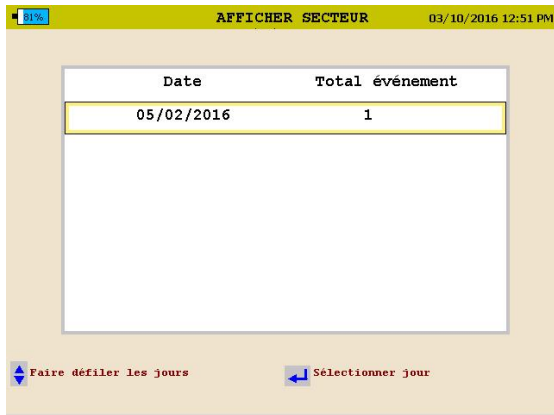 81%
AFFICHER SECTEUR
03/10/2016 12:51 PM
Date Total événement
05/02/2016 1
Faire défiler les jours
Sélectionner jour